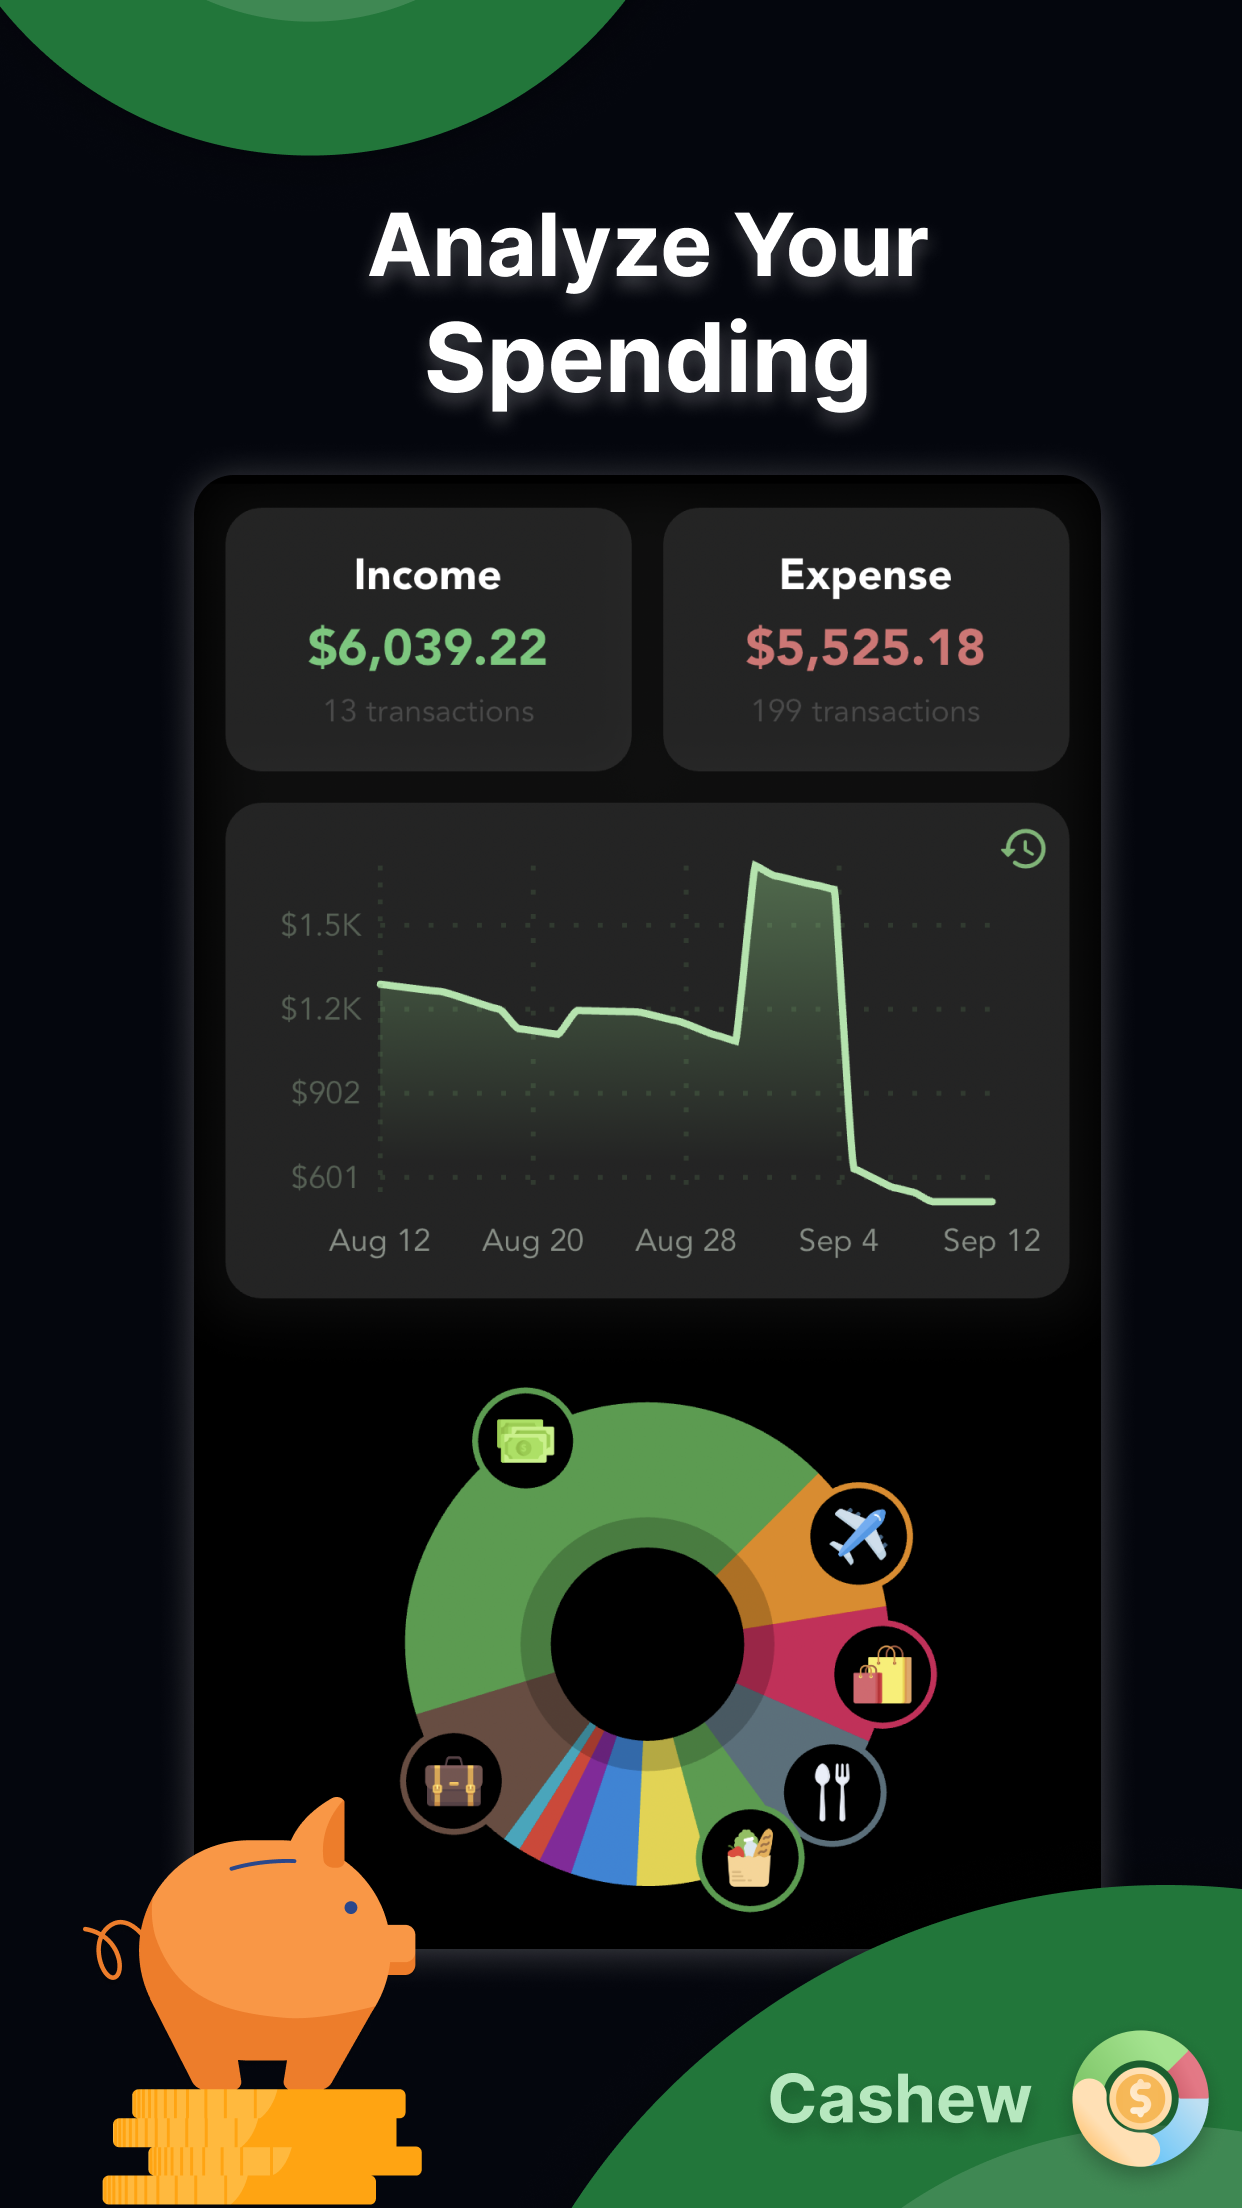 Analyze Your
Spending
Income
$6,039.22
13 transactions
Expense
$5,525.18
199 transactions
$1.5K
$1.2K
$902
$601
Aug 12 Aug 20 Aug 28 Sep 4 Sep 12
Cashew